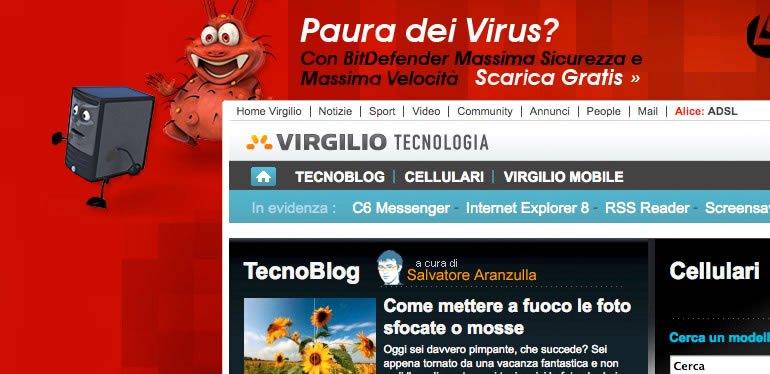 Paura dei Virus?
Con BitDefender Massima Sicurezza e
Massima Velocità Scarica Gratis »
Home Virgilio | Notizie | Sport | Video | Community | Annunci | People | Mail | Alice: ADSL
VIRGILIO TECNOLOGIA
TECNOBLOG | CELLULARI | VIRGILIO MOBILE
In evidenza : C6 Messenger - Internet Explorer 8 - RSS Reader - Screensa
TecnoBlog
a cura di
Salvatore Aranzulla
Cellulari
Come mettere a fuoco le foto
sfocate o mosse
Oggi sei davvero pimpante, che succede? Sei
appena tornato da una vacanza fantastica e non
Cerca un modell
Cerca